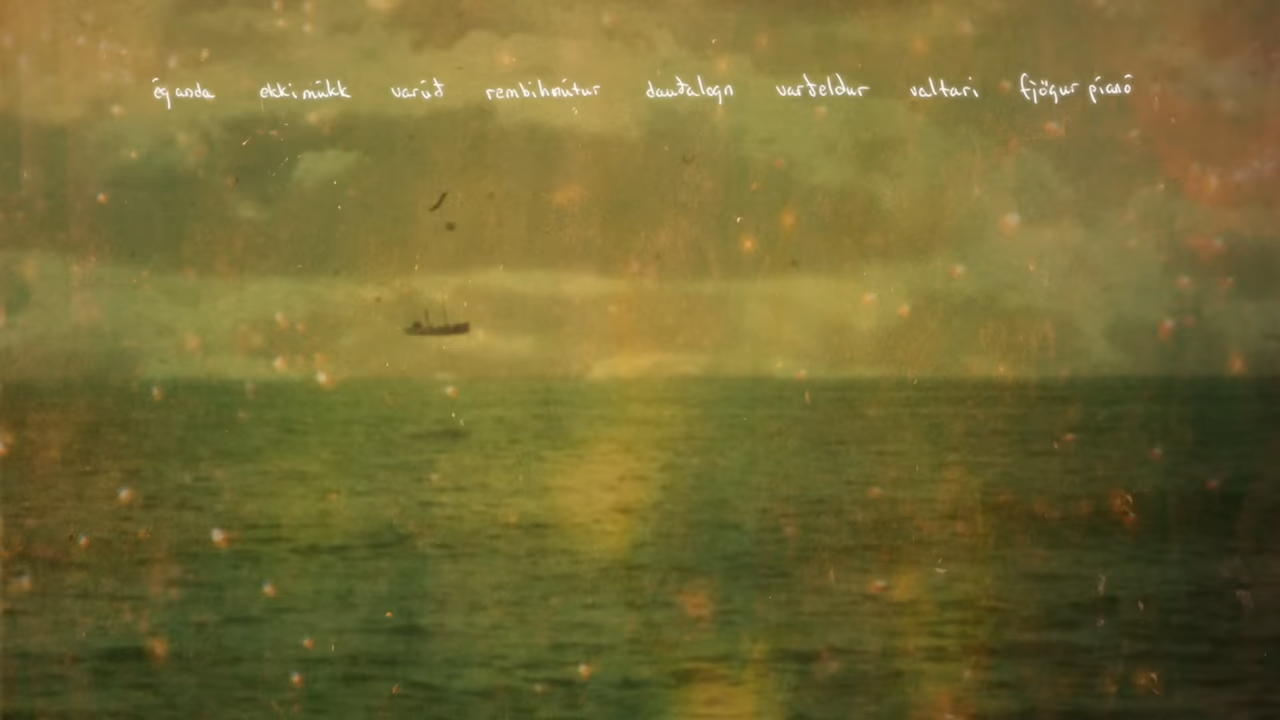 ég anda ekki múkk varúð rembihnútur dauðalogn varðeldur valtari fjögur píanó